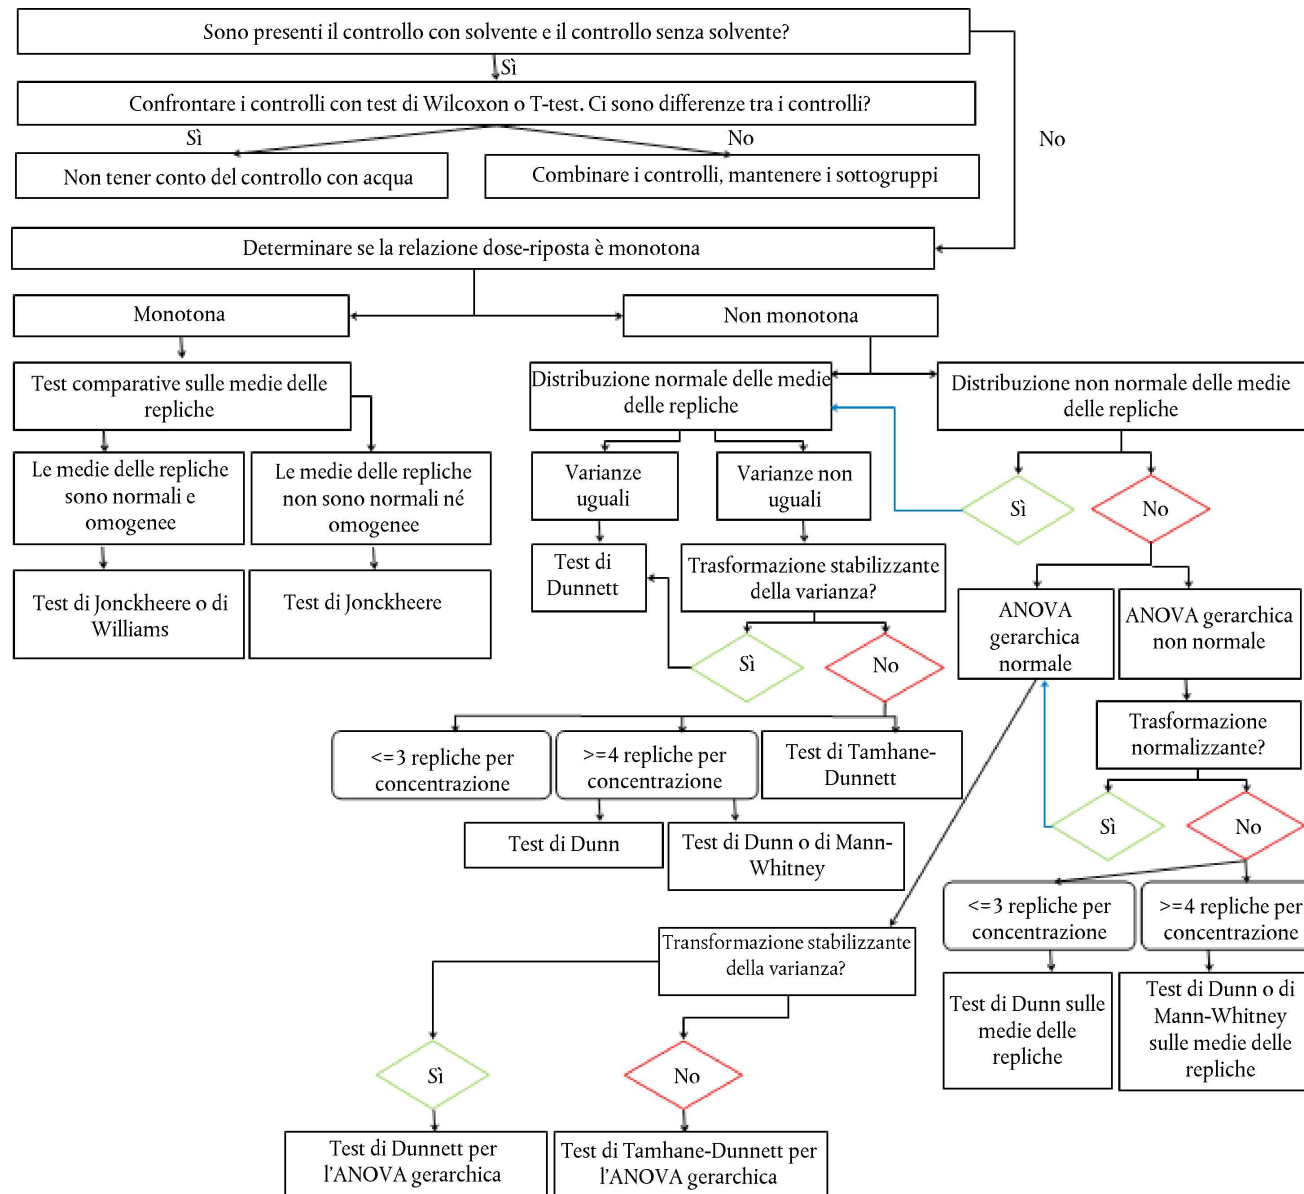 Sono presenti il controllo con solvente e il controllo senza solvente?
Sì
No
Confrontare i controlli con test di Wilcoxon o T-test. Ci sono differenze tra i controlli?
Sì
No
Non tener conto del controllo con acqua
Combinare i controlli, mantenere i sottogruppi
Determinare se la relazione dose-riposta è monotona
Monotona
Non monotona
Test comparative sulle medie delle
repliche
Le medie delle repliche
sono normali e
omogenee
Le medie delle repliche
non sono normali né
omogenee
Test di Jonckheere o di
Williams
Test di Jonckheere
Distribuzione normale delle medie
delle repliche
Distribuzione non normale delle medie
delle repliche
Varianze
uguali
Varianze non
uguali
Sì
No
Test di
Dunnett
Trasformazione stabilizzante
della varianza?
Sì
No
ANOVA
gerarchica
normale
ANOVA gerarchica
non normale
<=3 repliche per
concentrazione
>=4 repliche per
concentrazione
Test di Tamhane-
Dunnett
Trasformazione
normalizzante?
Sì
No
Test di Dunn
Test di Dunn o di Mann-
Whitney
<=3 repliche per
concentrazione
>=4 repliche per
concentrazione
Transformazione stabilizzante
della varianza?
Test di Dunn sulle
medie delle
repliche
Test di Dunn o di
Mann-Whitney
sulle medie delle
repliche
Sì
No
Test di Dunnett per
l'ANOVA gerarchica
Test di Tamhane-Dunnett per
l'ANOVA gerarchica